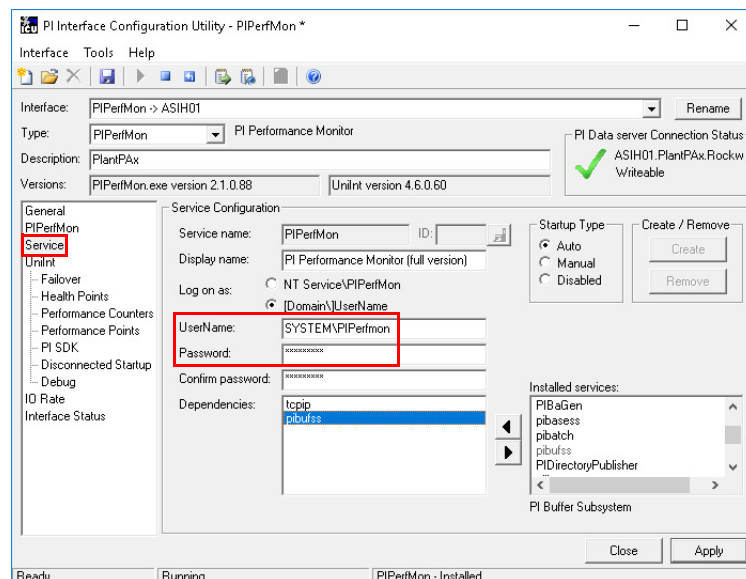 PI Interface Configuration Utility - PIPerfMon *
Interface Tools Help
Interface: PIPerfMon -> ASIH01 Rename
Type: PIPerfMon PI Performance Monitor
PI Data server Connection Status
Description: PlantPAx
ASIH01.PlantPAx.Rockw
Writeable
Versions: PIPerfMon.exe version 2.1.0.88 UniInt version 4.6.0.60
General
PIPerfMon
Service
UniInt
Failover
Health Points
Performance Counters
Performance Points
PI SDK
Disconnected Startup
Debug
IO Rate
Interface Status
Service Configuration
Service name: PIPerfMon ID:
Display name: PI Performance Monitor (full version)
Log on as: NT Service\PIPerfMon
[Domain\]UserName
UserName: SYSTEM\PIPerfmon
Password: xxxxxxxxx
Confirm password: xxxxxxxxx
Dependencies: tcpip
pibufss
Startup Type
Auto
Manual
Disabled
Create / Remove
Create
Remove
Installed services:
PIBaGen
pibasess
pibatch
pibufss
PIDirectoryPublisher
PI Buffer Subsystem
Close Apply
Ready Running PIPerfMon - Installed